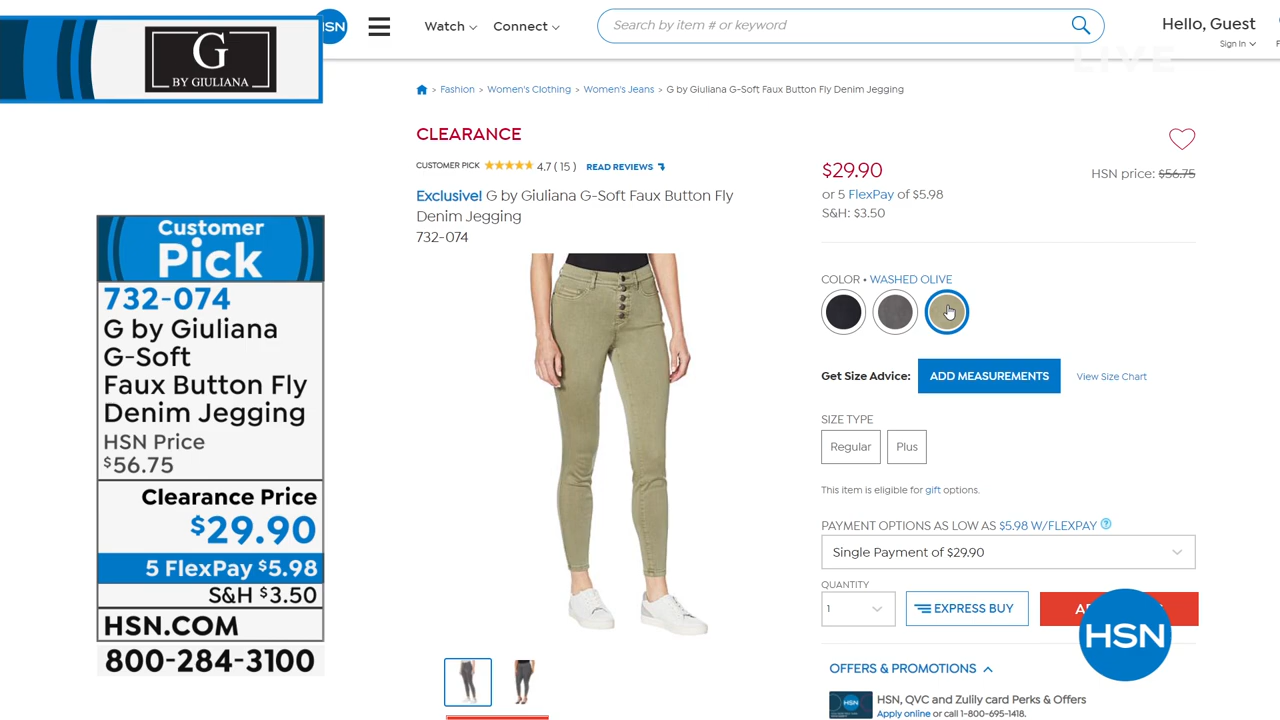 HSN
Watch
Connect
Search by item # or keyword
Hello, Guest
Sign In
LIVE
G
BY GIULIANA
> Fashion > Women's Clothing > Women's Jeans > G by Giuliana G-Soft Faux Button Fly Denim Jegging
CLEARANCE
CUSTOMER PICK 4.7 ( 15 ) READ REVIEWS
Exclusive! G by Giuliana G-Soft Faux Button Fly
Denim Jegging
732-074
$29.90
HSN price: $56.75
or 5 FlexPay of $5.98
S&H: $3.50
COLOR • WASHED OLIVE
Get Size Advice: ADD MEASUREMENTS View Size Chart
SIZE TYPE
Regular Plus
This item is eligible for gift options.
PAYMENT OPTIONS AS LOW AS $5.98 W/FLEXPAY ?
Single Payment of $29.90
QUANTITY
1
EXPRESS BUY
HSN
OFFERS & PROMOTIONS
HSN
HSN, QVC and Zulily card Perks & Offers
Apply online or call 1-800-695-1418.
Customer
Pick
732-074
G by Giuliana
G-Soft
Faux Button Fly
Denim Jegging
HSN Price
$56.75
Clearance Price
$29.90
5 FlexPay $5.98
S&H $3.50
HSN.COM
800-284-3100